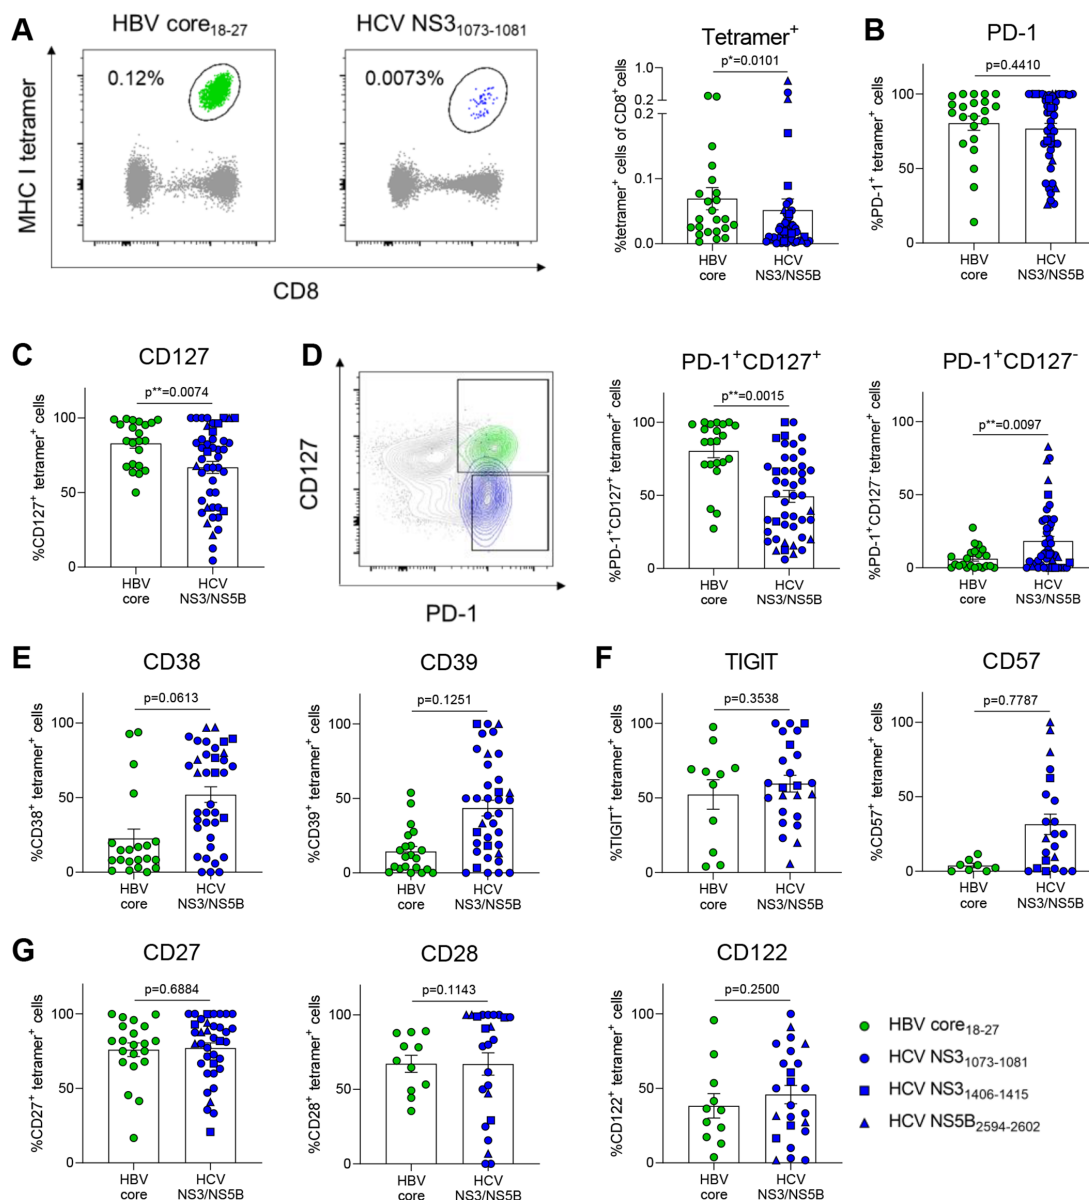 A
HBV core18-27
HCV NS31073-1081
0.12%
0.0073%
MHC I tetramer
CD8
Tetramer+
p*=0.0101
%tetramer+ cells of CD8+ cells
1.0
0.2
0.2
0.1
0.0
HBV
core
HCV
NS3/NS5B
B
PD-1
p=0.4410
%PD-1+ tetramer+ cells
100
50
0
HBV
core
HCV
NS3/NS5B
C
CD127
p**=0.0074
%CD127+ tetramer+ cells
100
50
0
HBV
core
HCV
NS3/NS5B
D
CD127
PD-1
PD-1+CD127+
p**=0.0015
%PD-1+CD127+ tetramer+ cells
100
50
0
HBV
core
HCV
NS3/NS5B
PD-1+CD127-
p**=0.0097
%PD-1+CD127- tetramer+ cells
100
50
0
HBV
core
HCV
NS3/NS5B
E
CD38
p=0.0613
%CD38+ tetramer+ cells
100
50
0
HBV
core
HCV
NS3/NS5B
CD39
p=0.1251
%CD39+ tetramer+ cells
100
50
0
HBV
core
HCV
NS3/NS5B
F
TIGIT
p=0.3538
%TIGIT+ tetramer+ cells
100
50
0
HBV
core
HCV
NS3/NS5B
CD57
p=0.7787
%CD57+ tetramer+ cells
100
50
0
HBV
core
HCV
NS3/NS5B
G
CD27
p=0.6884
%CD27+ tetramer+ cells
100
50
0
HBV
core
HCV
NS3/NS5B
CD28
p=0.1143
%CD28+ tetramer+ cells
100
50
0
HBV
core
HCV
NS3/NS5B
CD122
p=0.2500
%CD122+ tetramer+ cells
100
50
0
HBV
core
HCV
NS3/NS5B
HBV core18-27
HCV NS31073-1081
HCV NS31406-1415
HCV NS5B2594-2602